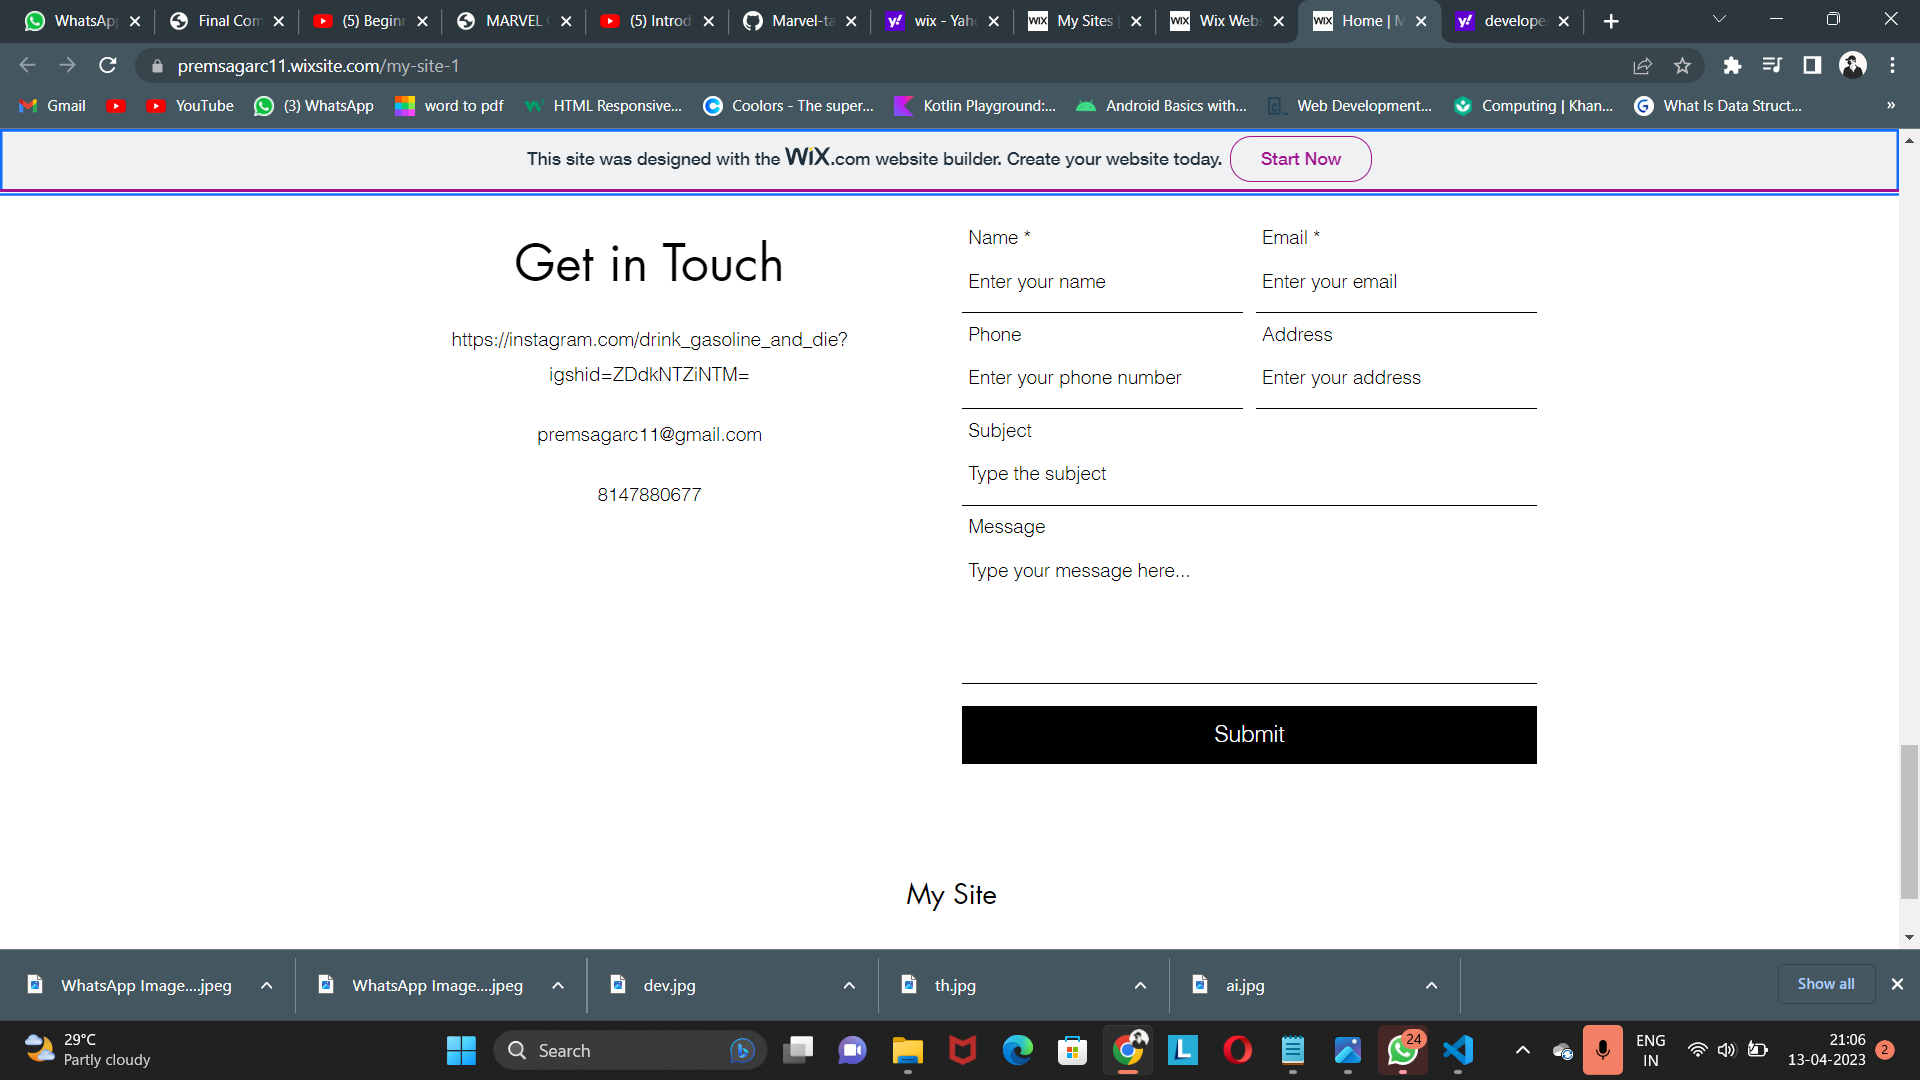 WhatsApp
Final Com
(5) Beginn
MARVEL
(5) Introd
Marvel-ta
wix - Yah
My Sites
Wix Webs
Home | M
develope
premsagarc11.wixsite.com/my-site-1
Gmail
YouTube
(3) WhatsApp
word to pdf
HTML Responsive...
Coolors - The super...
Kotlin Playground:...
Android Basics with...
Web Development...
Computing | Khan...
What Is Data Struct...
»
This site was designed with the WiX.com website builder. Create your website today.
Start Now
Get in Touch
https://instagram.com/drink_gasoline_and_die?
igshid=ZDdkNTZiNTM=
premsagarc11@gmail.com
8147880677
Name *
Email *
Enter your name
Enter your email
Phone
Address
Enter your phone number
Enter your address
Subject
Type the subject
Message
Type your message here...
Submit
My Site
WhatsApp Image....jpeg
WhatsApp Image....jpeg
dev.jpg
th.jpg
ai.jpg
Show all
29°C
Partly cloudy
Search
24
ENG
IN
21:06
13-04-2023
2